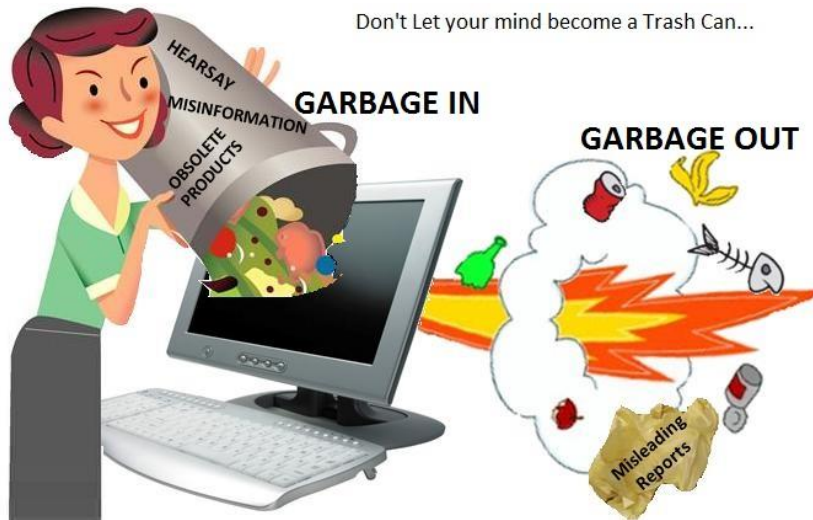 Don't Let your mind become a Trash Can...
HEARSAY
MISINFORMATION
OBSOLETE
PRODUCTS
GARBAGE IN
GARBAGE OUT
Misleading
Reports